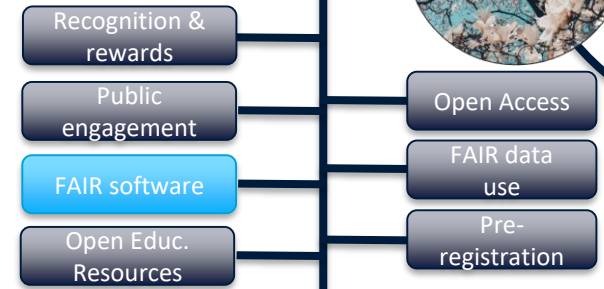 Recognition &
rewards
Public
engagement
FAIR software
Open Educ.
Resources
Open Access
FAIR data
use
Pre-
registration